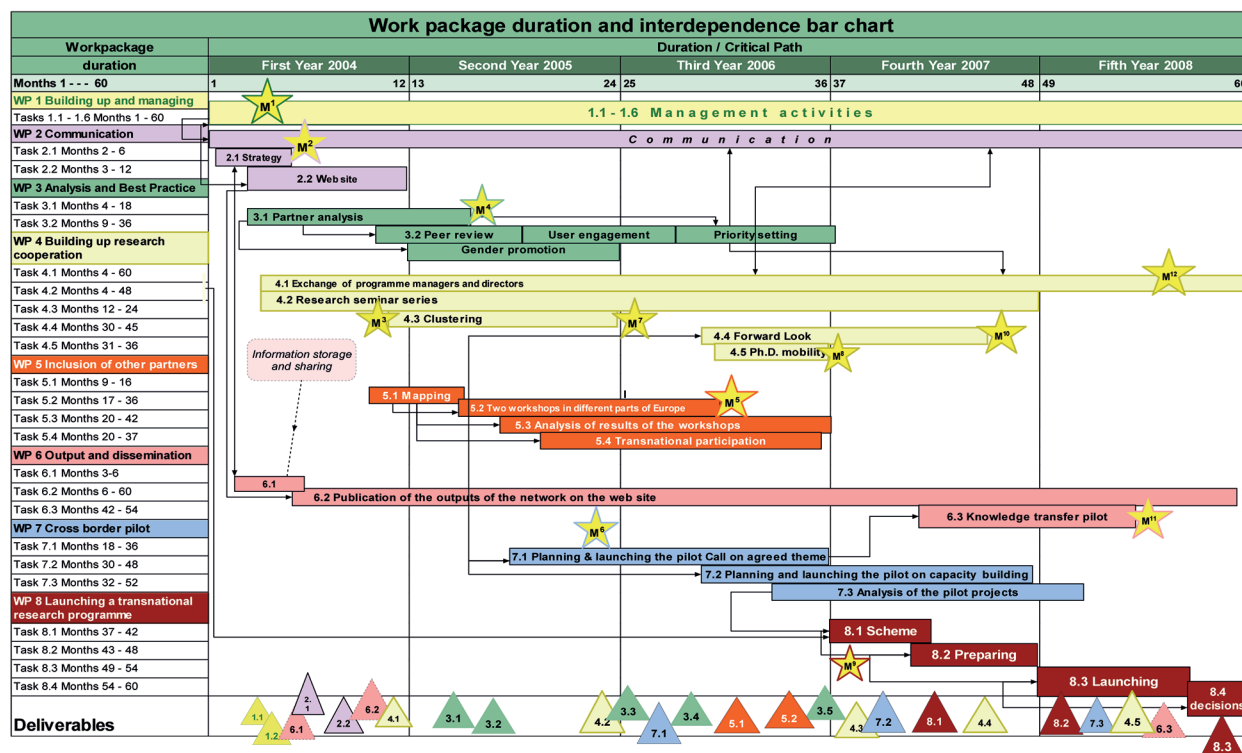 Work package duration and interdependence bar chart
Workpackage
duration
Duration / Critical Path
First Year 2004
Second Year 2005
Third Year 2006
Fourth Year 2007
Fifth Year 2008
Months 1 - - - 60
1
12
13
24
25
36
37
48
49
60
WP 1 Building up and managing
Tasks 1.1 - 1.6 Months 1 - 60
M1
1.1 - 1.6 Management activities
WP 2 Communication
Task 2.1 Months 2 - 6
Task 2.2 Months 3 - 12
M2
Communication
2.1 Strategy
2.2 Web site
WP 3 Analysis and Best Practice
Task 3.1 Months 4 - 18
Task 3.2 Months 9 - 36
3.1 Partner analysis
M4
3.2 Peer review
User engagement
Priority setting
Gender promotion
WP 4 Building up research
cooperation
Task 4.1 Months 4 - 60
Task 4.2 Months 4 - 48
Task 4.3 Months 12 - 24
Task 4.4 Months 30 - 45
Task 4.5 Months 31 - 36
4.1 Exchange of programme managers and directors
M12
4.2 Research seminar series
M3
4.3 Clustering
M7
4.4 Forward Look
M10
4.5 Ph.D. mobility
M8
Information storage
and sharing
WP 5 Inclusion of other partners
Task 5.1 Months 9 - 16
Task 5.2 Months 17 - 36
Task 5.3 Months 20 - 42
Task 5.4 Months 20 - 37
5.1 Mapping
5.2 Two workshops in different parts of Europe
M5
5.3 Analysis of results of the workshops
5.4 Transnational participation
WP 6 Output and dissemination
Task 6.1 Months 3-6
Task 6.2 Months 6 - 60
Task 6.3 Months 42 - 54
6.1
6.2 Publication of the outputs of the network on the web site
6.3 Knowledge transfer pilot
M11
WP 7 Cross border pilot
Task 7.1 Months 18 - 36
Task 7.2 Months 30 - 48
Task 7.3 Months 32 - 52
M6
7.1 Planning & launching the pilot Call on agreed theme
7.2 Planning and launching the pilot on capacity building
7.3 Analysis of the pilot projects
WP 8 Launching a transnational
research programme
Task 8.1 Months 37 - 42
Task 8.2 Months 43 - 48
Task 8.3 Months 49 - 54
Task 8.4 Months 54 - 60
8.1 Scheme
8.2 Preparing
M9
8.3 Launching
8.4
decisions
Deliverables
1.1
1.2
6.1
2.
1
2.2
6.2
4.1
3.1
3.2
4.2
3.3
7.1
3.4
5.1
5.2
3.5
4.3
7.2
8.1
4.4
8.2
7.3
4.5
6.3
8.3